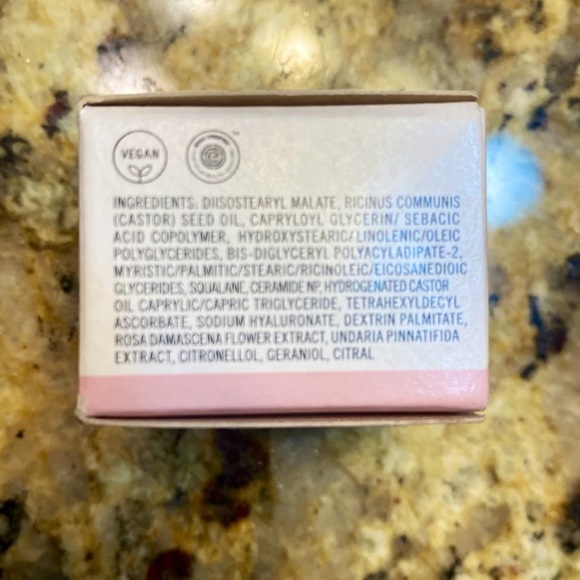 VEGAN
INGREDIENTS: DIISOSTEARYL MALATE, RICINUS COMMUNIS
(CASTOR) SEED OIL, CAPRYLOYL GLYCERIN/ SEBACIC
ACID COPOLYMER, HYDROXYSTEARIC/LINOLENIC/OLEIC
POLYGLYCERIDES, BIS-DIGLYCERYL POLYACYLADIPATE-2,
MYRISTIC/PALMITIC/STEARIC/RICINOLEIC/EICOSANEDIOIC
GLYCERIDES, SQUALANE, CERAMIDE NP, HYDROGENATED CASTOR
OIL CAPRYLIC/CAPRIC TRIGLYCERIDE, TETRAHEXYLDECYL
ASCORBATE, SODIUM HYALURONATE, DEXTRIN PALMITATE,
ROSA DAMASCENA FLOWER EXTRACT, UNDARIA PINNATIFIDA
EXTRACT, CITRONELLOL, GERANIOL, CITRAL